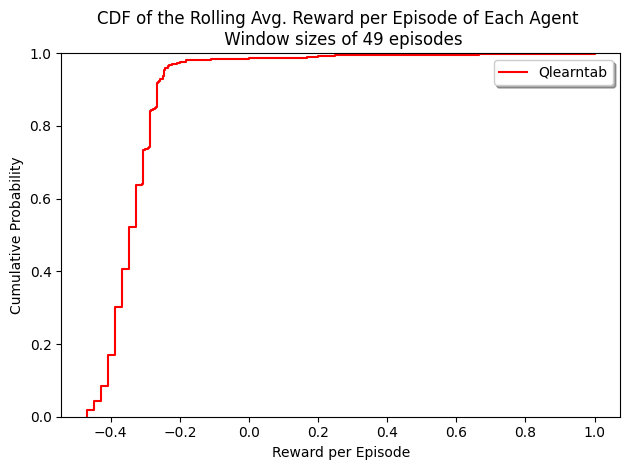 CDF of the Rolling Avg. Reward per Episode of Each Agent
Window sizes of 49 episodes
Qlearntab
Cumulative Probability
1.0
0.8
0.6
0.4
0.2
0.0
−0.4 −0.2 0.0 0.2 0.4 0.6 0.8 1.0
Reward per Episode